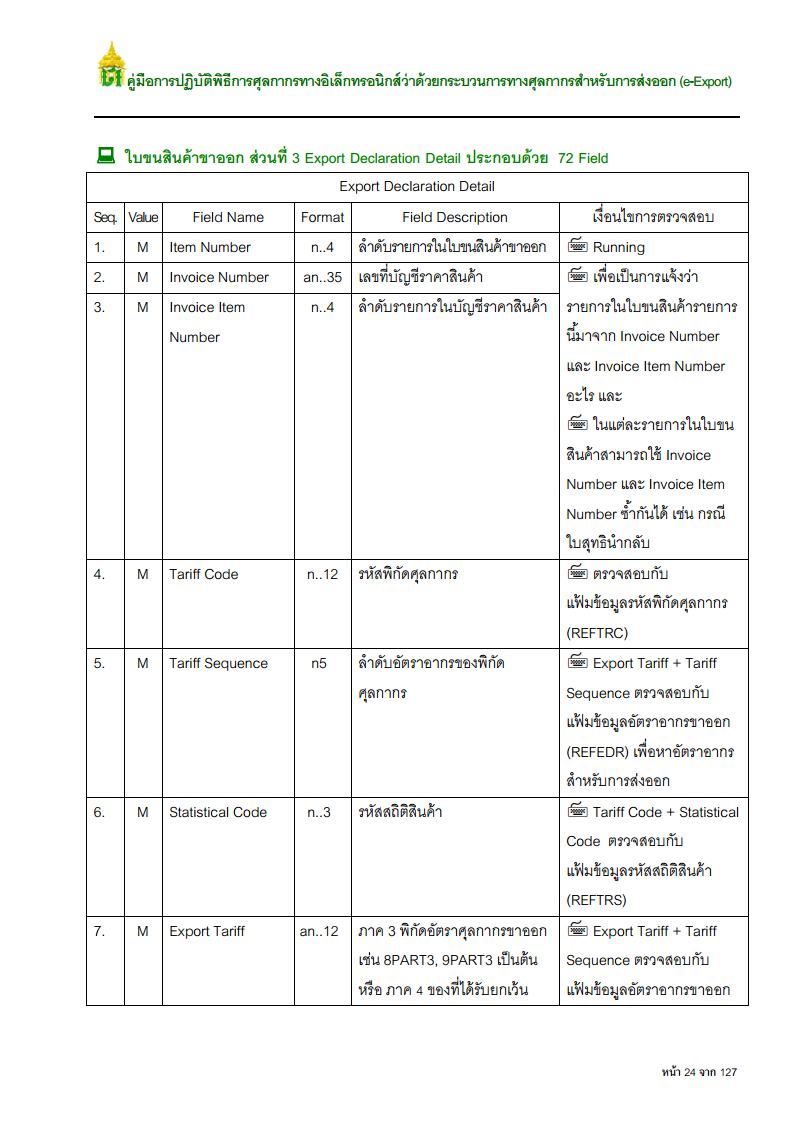 คู่มือการปฏิบัติพิธีการศุลกากรทางอิเล็กทรอนิกส์ว่าด้วยกระบวนการทางศุลกากรสำหรับการส่งออก (e-Export)
ใบขนสินค้าขาออก ส่วนที่ 3 Export Declaration Detail ประกอบด้วย 72 Field
Export Declaration Detail
Seq. Value Field Name Format Field Description เงื่อนไขการตรวจสอบ
1. M Item Number n..4 ลำดับรายการในใบขนสินค้าขาออก Running
2. M Invoice Number an..35 เลขที่บัญชีราคาสินค้า เพื่อเป็นการแจ้งว่า
3. M Invoice Item n..4 ลำดับรายการในบัญชีราคาสินค้า รายการในใบขนสินค้ารายการ
Number นี้มาจาก Invoice Number
และ Invoice Item Number
อะไร และ
ในแต่ละรายการในใบขน
สินค้าสามารถใช้ Invoice
Number และ Invoice Item
Number ซ้ำกันได้ เช่น กรณี
ใบสุทธินำกลับ
4. M Tariff Code n..12 รหัสพิกัดศุลกากร ตรวจสอบกับ
แฟ้มข้อมูลรหัสพิกัดศุลกากร
(REFTRC)
5. M Tariff Sequence n5 ลำดับอัตราอากรของพิกัด Export Tariff + Tariff
ศุลกากร Sequence ตรวจสอบกับ
แฟ้มข้อมูลอัตราอากรขาออก
(REFEDR) เพื่อหาอัตราอากร
สำหรับการส่งออก
6. M Statistical Code n..3 รหัสสถิติสินค้า Tariff Code + Statistical
Code ตรวจสอบกับ
แฟ้มข้อมูลรหัสสถิติสินค้า
(REFTRS)
7. M Export Tariff an..12 ภาค 3 พิกัดอัตราศุลกากรขาออก Export Tariff + Tariff
เช่น 8PART3, 9PART3 เป็นต้น Sequence ตรวจสอบกับ
หรือ ภาค 4 ของที่ได้รับยกเว้น แฟ้มข้อมูลอัตราอากรขาออก
หน้า 24 จาก 127